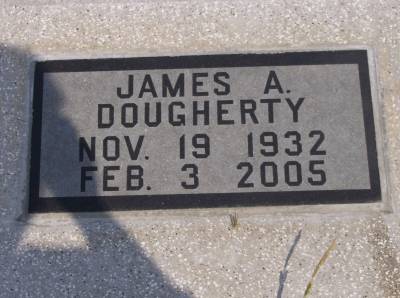 JAMES A.
DOUGHERTY
NOV. 19 1932
FEB. 3 2005